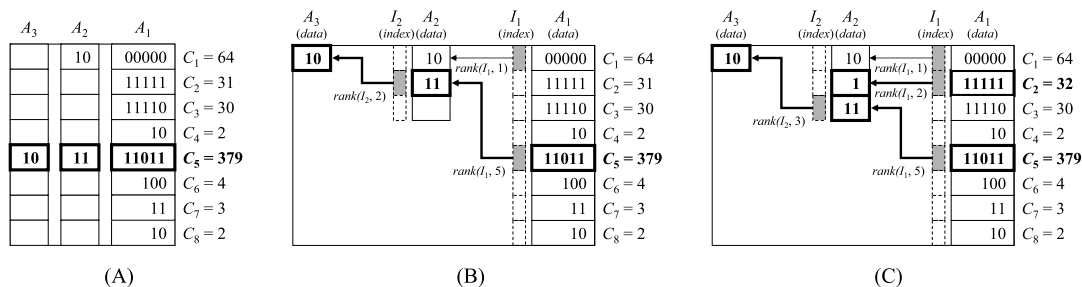 A3 A2 A1
10 00000 C1 = 64
11111 C2 = 31
11110 C3 = 30
10 C4 = 2
10 11 11011 C5 = 379
100 C6 = 4
11 C7 = 3
10 C8 = 2
(A)
A3 I2 A2 I1 A1
(data) (index) (data) (index) (data)
10 10 00000 C1 = 64
rank(I1, 1)
11 11111 C2 = 31
rank(I2, 2)
11110 C3 = 30
10 C4 = 2
11011 C5 = 379
rank(I1, 5)
100 C6 = 4
11 C7 = 3
10 C8 = 2
(B)
A3 I2 A2 I1 A1
(data) (index) (data) (index) (data)
10 10 00000 C1 = 64
rank(I1, 1)
1 11111 C2 = 32
rank(I1, 2)
11 11110 C3 = 30
rank(I2, 3)
10 C4 = 2
11011 C5 = 379
rank(I1, 5)
100 C6 = 4
11 C7 = 3
10 C8 = 2
(C)